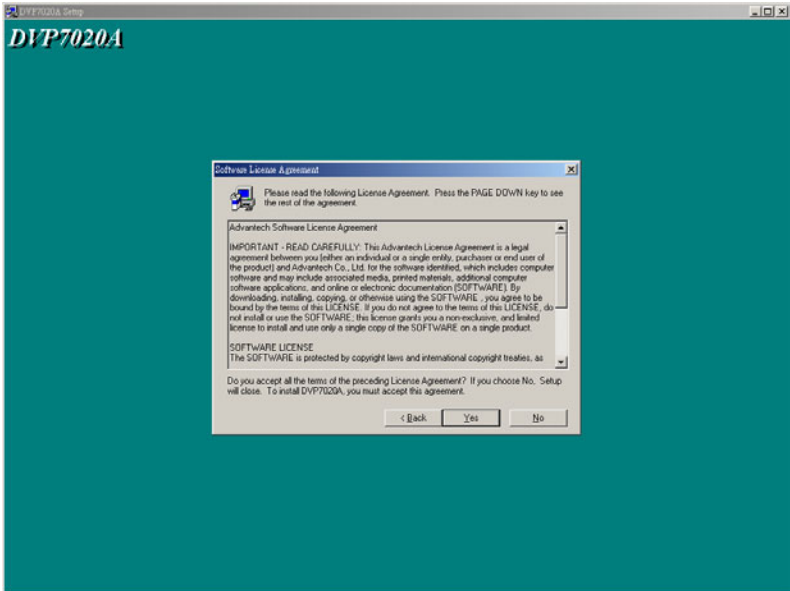 DVP7020A Setup
DVP7020A
Software License Agreement
Please read the following License Agreement. Press the PAGE DOWN key to see
the rest of the agreement.
Advantech Software License Agreement
IMPORTANT - READ CAREFULLY: This Advantech License Agreement is a legal
agreement between you (either an individual or a single entity, purchaser or end user of
the product) and Advantech Co., Ltd. for the software identified, which includes computer
software and may include associated media, printed materials, additional computer
software applications, and online or electronic documentation (SOFTWARE). By
downloading, installing, copying, or otherwise using the SOFTWARE , you agree to be
bound by the terms of this LICENSE. If you do not agree to the terms of this LICENSE, do
not install or use the SOFTWARE; this license grants you a non-exclusive, and limited
license to install and use only a single copy of the SOFTWARE on a single product.
SOFTWARE LICENSE
The SOFTWARE is protected by copyright laws and international copyright treaties, as
Do you accept all the terms of the preceding License Agreement? If you choose No, Setup
will close. To install DVP7020A, you must accept this agreement.
< Back Yes No